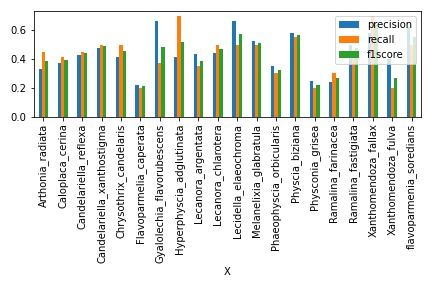 precision
recall
f1score
0.6
0.4
0.2
0.0
Arthonia_radiata
Caloplaca_cerina
Candelariella_reflexa
Candelariella_xanthostigma
Chrysothrix_candelaris
Flavoparmelia_caperata
Gyalolechia_flavorubescens
Hyperphyscia_adglutinata
Lecanora_argentata
Lecanora_chlarotera
Lecidella_elaeochroma
Melanelixia_glabratula
Phaeophyscia_orbicularis
Physcia_biziana
Physconia_grisea
Ramalina_farinacea
Ramalina_fastigiata
Xanthomendoza_fallax
Xanthomendoza_fulva
flavoparmenia_soredians
X